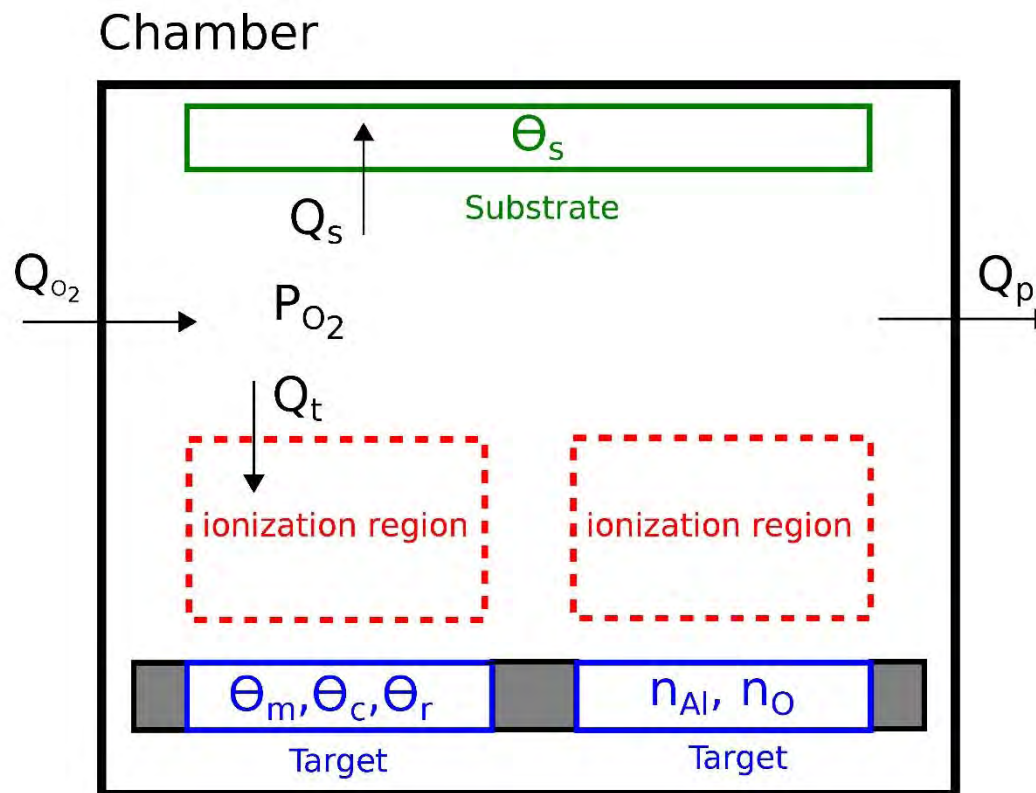 Chamber
Θs
Substrate
Qs
QO2
PO2
Qp
Qt
ionization region
ionization region
Θm,Θc,Θr
nAl, nO
Target
Target